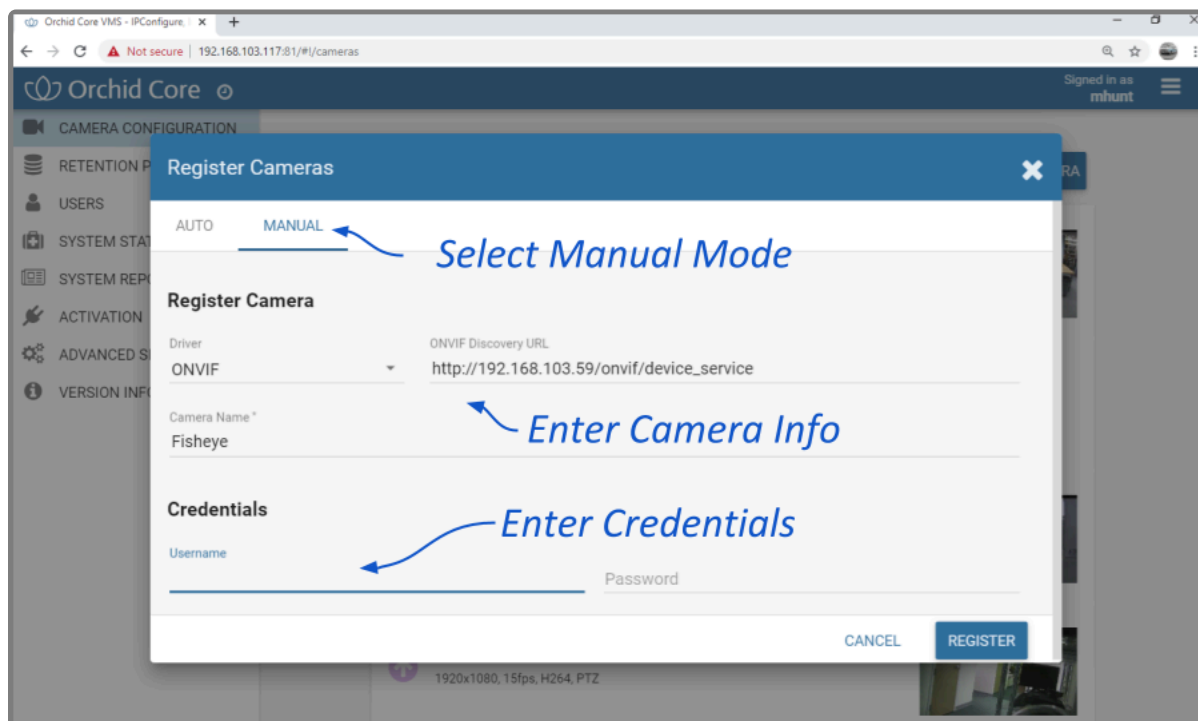 Orchid Core VMS - IPConfigure,
Not secure | 192.168.103.117:81/#!/cameras
Orchid Core
Signed in as
mhunt
CAMERA CONFIGURATION
RETENTION P
USERS
SYSTEM STAT
SYSTEM REP
ACTIVATION
ADVANCED S
VERSION INF
RA
Register Cameras
AUTO
MANUAL
Select Manual Mode
Register Camera
Driver
ONVIF Discovery URL
ONVIF
http://192.168.103.59/onvif/device_service
Camera Name *
Fisheye
Enter Camera Info
Credentials
Enter Credentials
Username
Password
CANCEL
REGISTER
1920x1080, 15fps, H264, PTZ